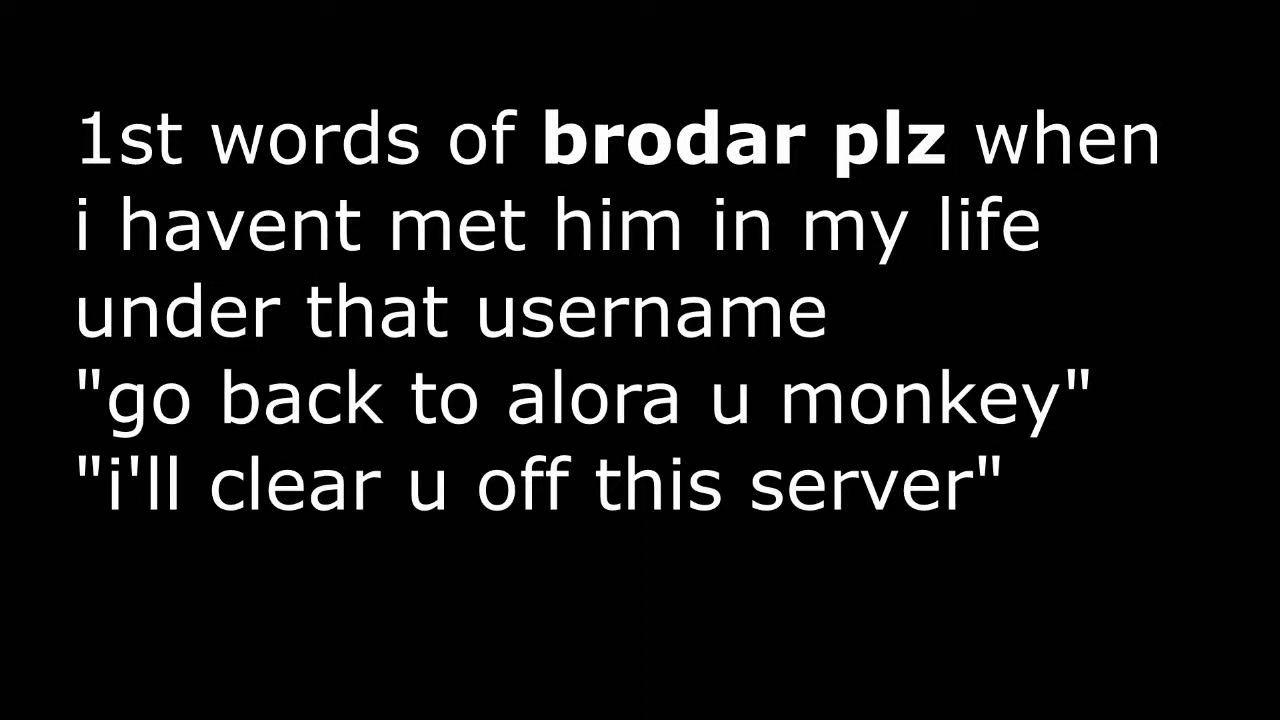 1st words of brodar plz when
i havent met him in my life
under that username
"go back to alora u monkey"
"i'll clear u off this server"